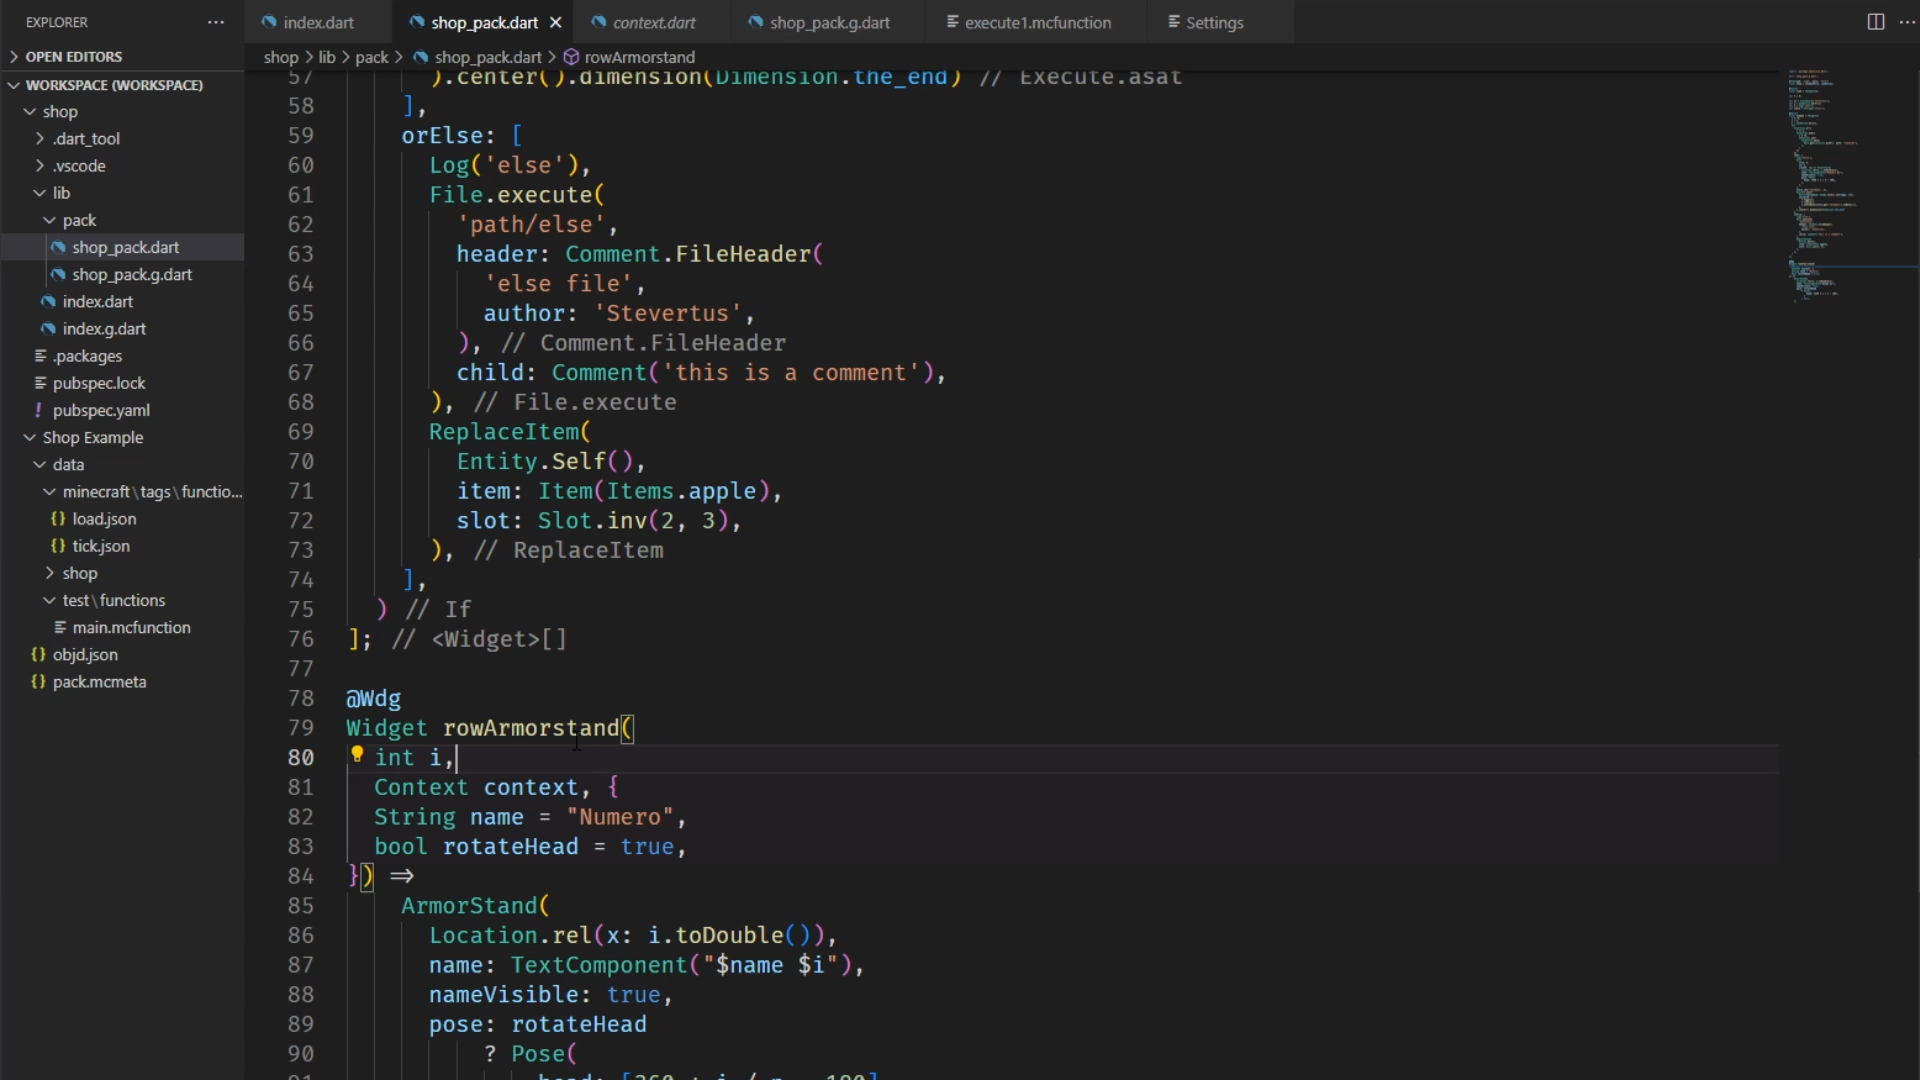 EXPLORER
index.dart
shop_pack.dart
context.dart
shop_pack.g.dart
execute1.mcfunction
Settings
OPEN EDITORS
WORKSPACE (WORKSPACE)
shop
.dart_tool
.vscode
lib
pack
shop_pack.dart
shop_pack.g.dart
index.dart
index.g.dart
.packages
pubspec.lock
pubspec.yaml
Shop Example
data
minecraft\tags\functio...
load.json
tick.json
shop
test\functions
main.mcfunction
objd.json
pack.mcmeta
shop > lib > pack > shop_pack.dart > rowArmorstand
57 ).center().dimension(Dimension.the_end) // Execute.asat
58 ],
59 orElse: [
60 Log('else'),
61 File.execute(
62 'path/else',
63 header: Comment.FileHeader(
64 'else file',
65 author: 'Stevertus',
66 ), // Comment.FileHeader
67 child: Comment('this is a comment'),
68 ), // File.execute
69 ReplaceItem(
70 Entity.Self(),
71 item: Item(Items.apple),
72 slot: Slot.inv(2, 3),
73 ), // ReplaceItem
74 ],
75 ) // If
76 ]; // <Widget>[]
77
78 @Wdg
79 Widget rowArmorstand(
80 int i,
81 Context context, {
82 String name = "Numero",
83 bool rotateHead = true,
84 }) =>
85 ArmorStand(
86 Location.rel(x: i.toDouble()),
87 name: TextComponent("$name $i"),
88 nameVisible: true,
89 pose: rotateHead
90 ? Pose(